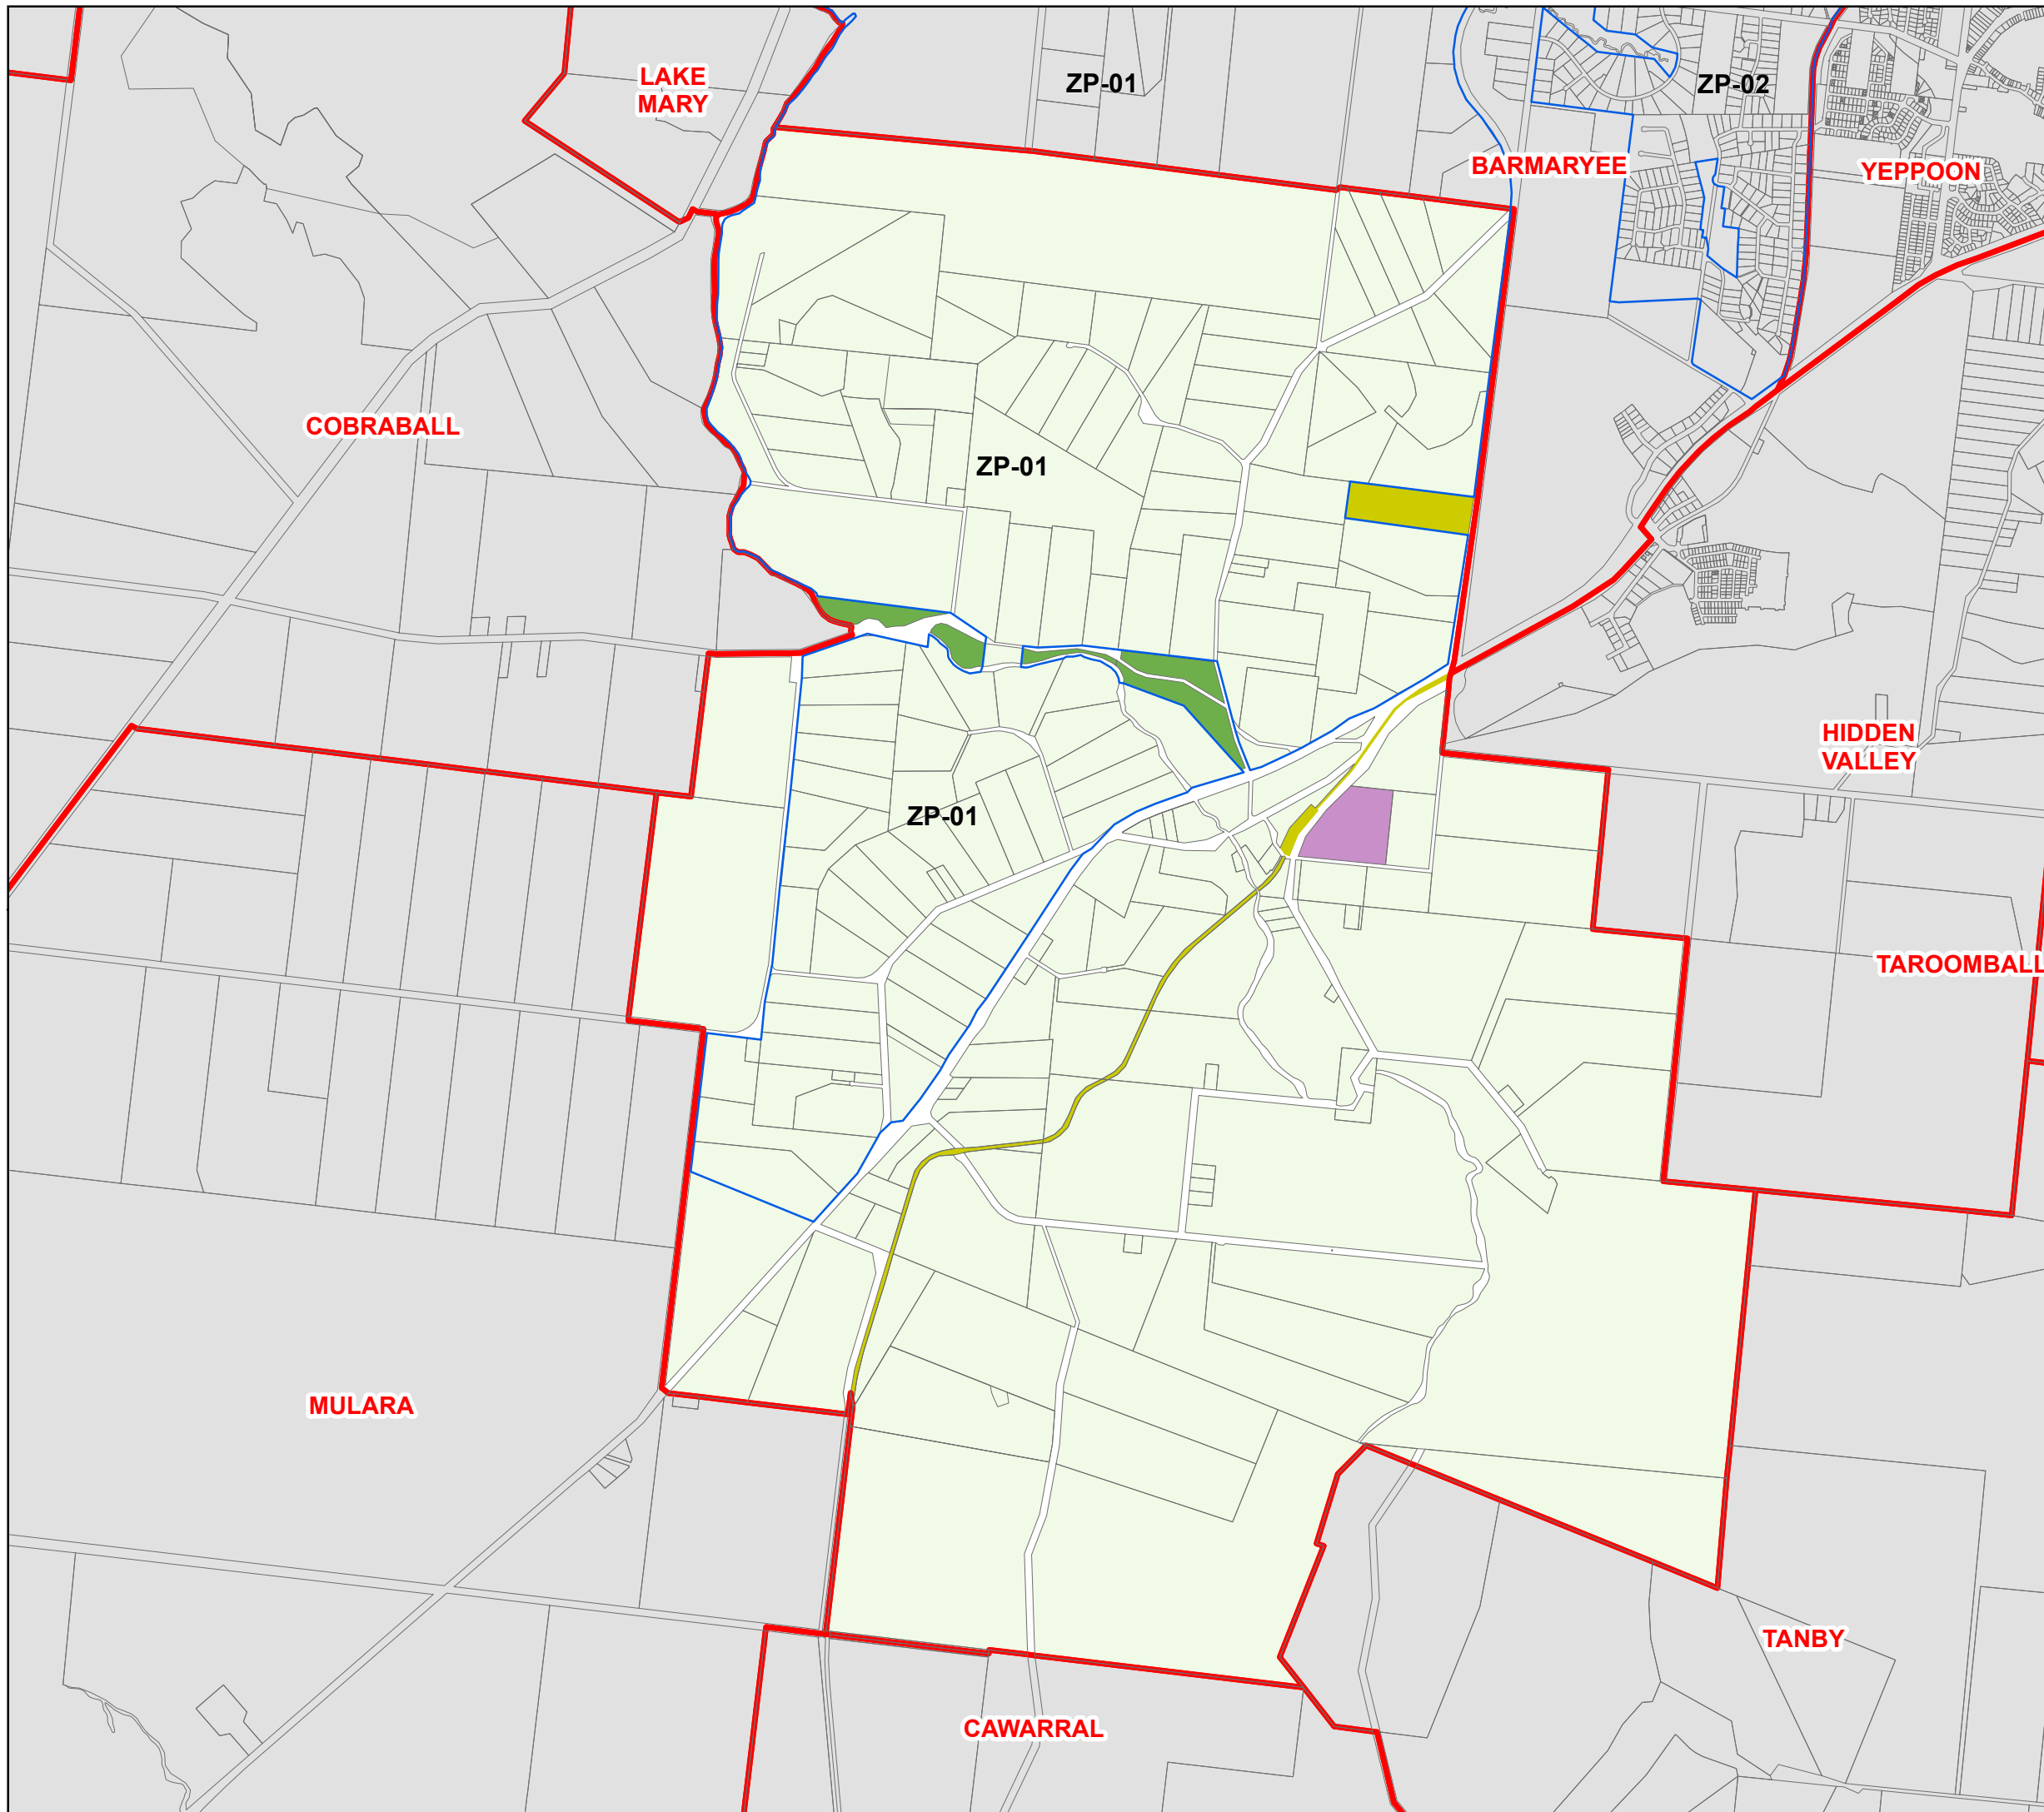 LAKE
MARY
ZP-01
ZP-02
BARMARYEE
YEPPOON
COBRABALL
ZP-01
HIDDEN
VALLEY
ZP-01
TAROOMBALL
MULARA
TANBY
CAWARRAL